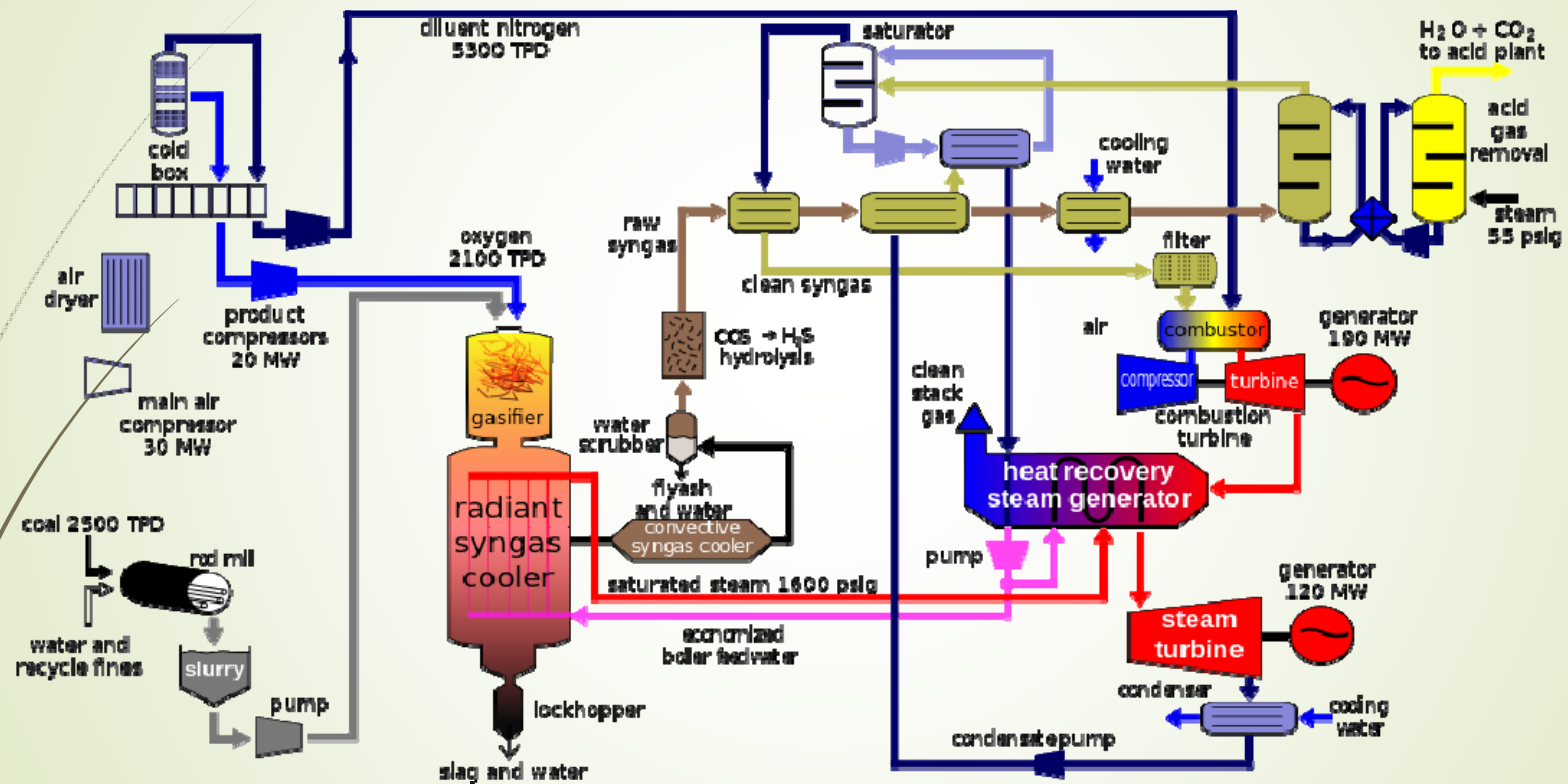 diluent nitrogen
5300 TPD
saturator
H₂ O + CO₂
to acid plant
cold
box
cooling
water
acid
gas
removal
steam
55 psig
raw
syngas
oxygen
2100 TPD
filter
air
dryer
clean syngas
product
compressors
20 MW
COS → H₂S
hydrolysis
air
combustor
generator
190 MW
clean
stack
gas
compressor
turbine
combustion
turbine
main air
compressor
30 MW
gasifier
water
scrubber
flyash
and water
heat recovery
steam generator
radiant
syngas
cooler
convective
syngas cooler
coal 2500 TPD
rod mill
pump
saturated steam 1600 psig
generator
120 MW
water and
recycle fines
slurry
economized
boiler feedwater
steam
turbine
pump
lockhopper
condenser
cooling
water
condensate pump
slag and water